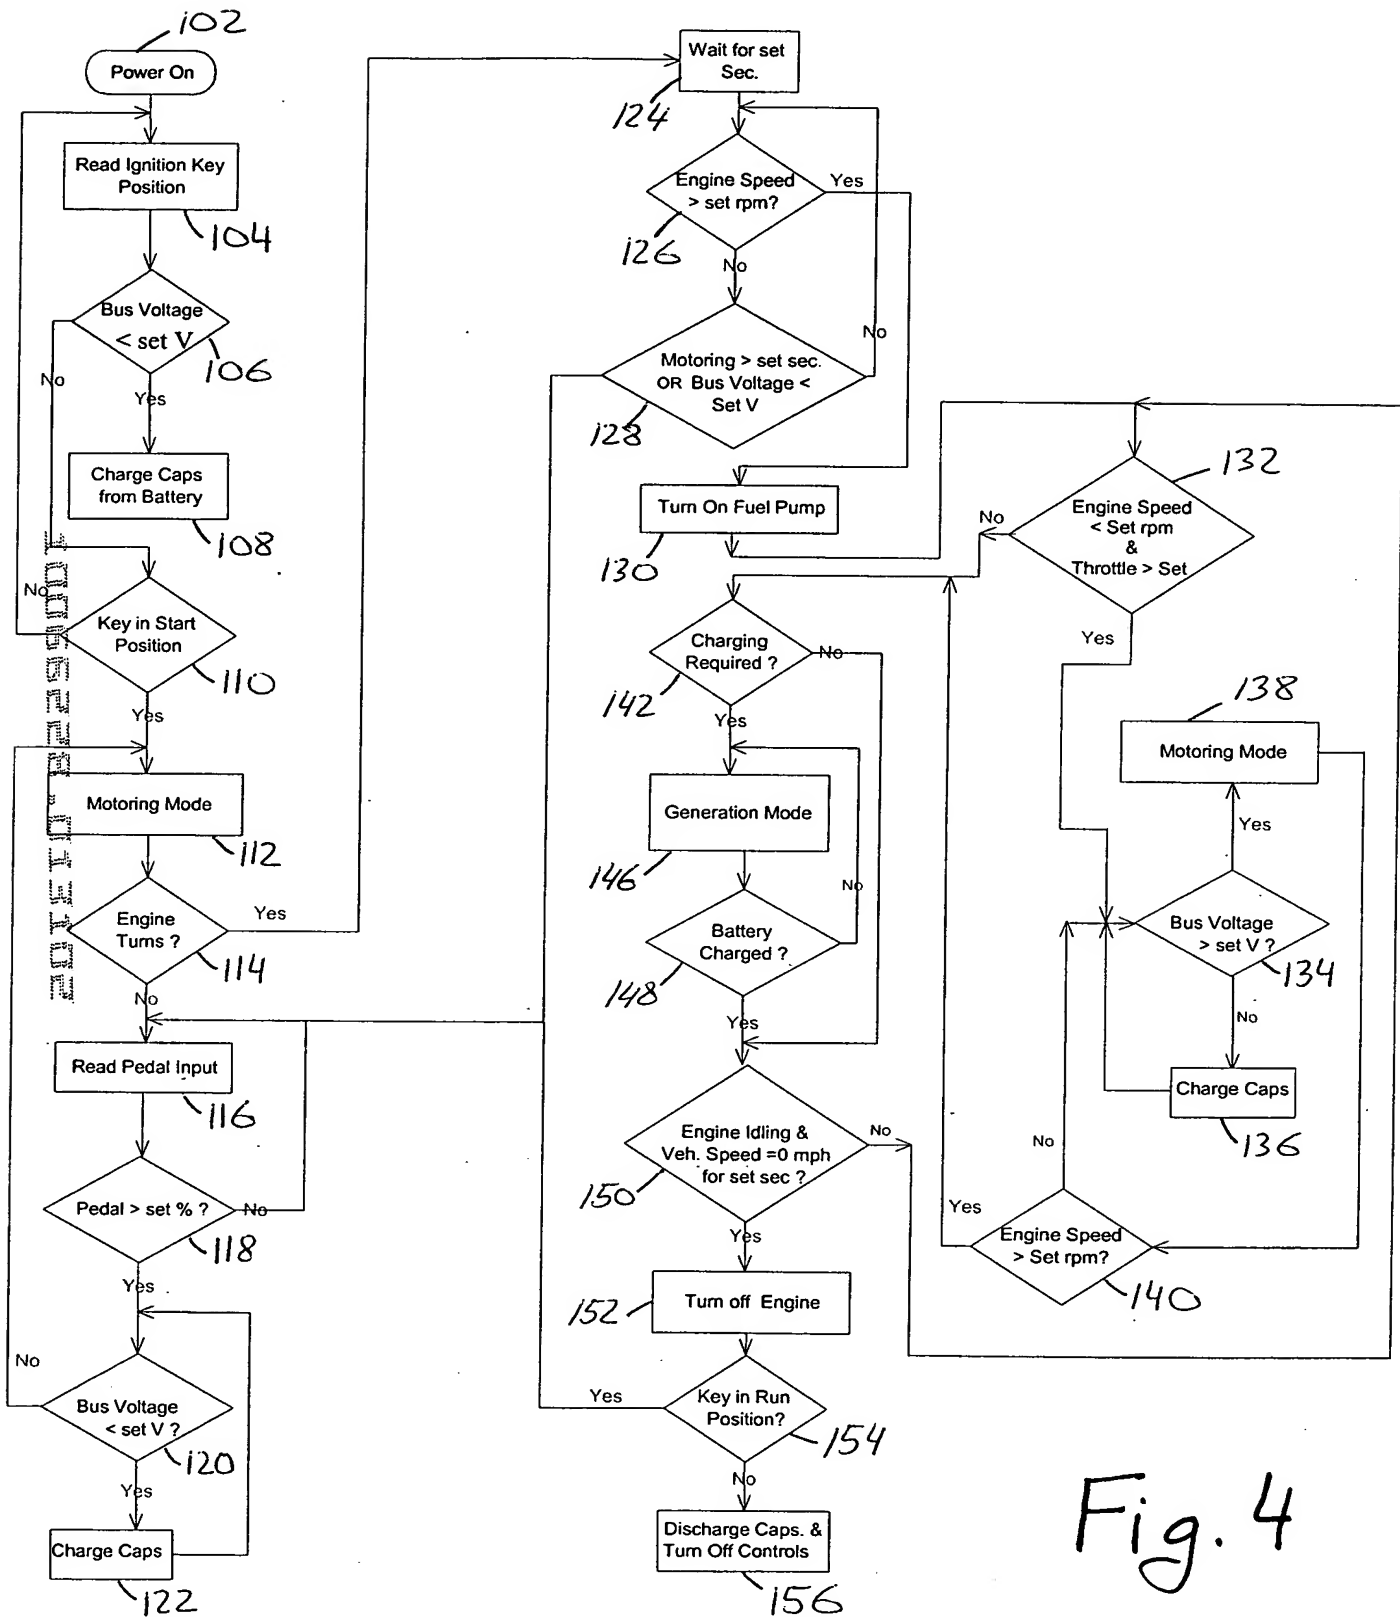 102
Power On
Read Ignition Key
Position
104
Bus Voltage
< set V
106
No
Yes
Charge Caps
from Battery
108
No
Key in Start
Position
110
Yes
Motoring Mode
112
Engine
Turns ?
Yes
114
No
Read Pedal Input
116
Pedal > set % ?
No
118
Yes
No
Bus Voltage
< set V ?
120
Yes
Charge Caps
122
10066229.013102
Wait for set
Sec.
124
Engine Speed
> set rpm?
Yes
126
No
Motoring > set sec.
OR Bus Voltage <
Set V
No
128
Turn On Fuel Pump
130
Charging
Required ?
No
142
Yes
Generation Mode
146
No
Battery
Charged ?
148
Yes
Engine Idling &
Veh. Speed =0 mph
for set sec ?
No
150
Yes
152
Turn off Engine
Yes
Key in Run
Position?
154
No
Discharge Caps. &
Turn Off Controls
156
132
Engine Speed
< Set rpm
&
Throttle > Set
No
Yes
138
Motoring Mode
Yes
Bus Voltage
> set V ?
134
No
Charge Caps
136
No
Yes
Engine Speed
> Set rpm?
140
Fig. 4